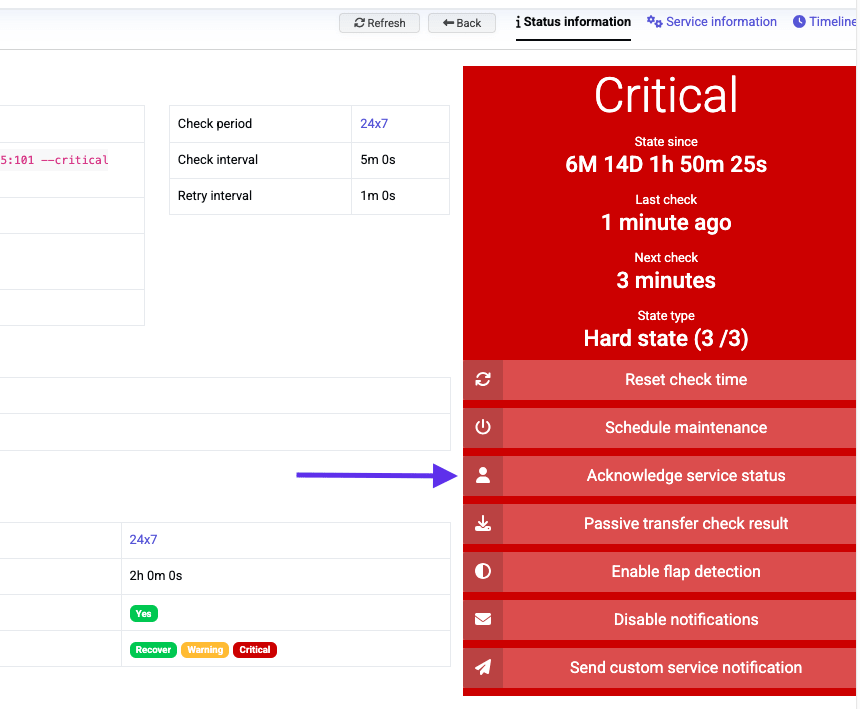 Refresh
Back
Status information
Service information
Timeline
Critical
State since
6M 14D 1h 50m 25s
Last check
1 minute ago
Next check
3 minutes
State type
Hard state (3 /3)
Reset check time
Schedule maintenance
Acknowledge service status
Passive transfer check result
Enable flap detection
Disable notifications
Send custom service notification
Check period 24x7
5:101 --critical
Check interval 5m 0s
Retry interval 1m 0s
24x7
2h 0m 0s
Yes
Recover Warning Critical